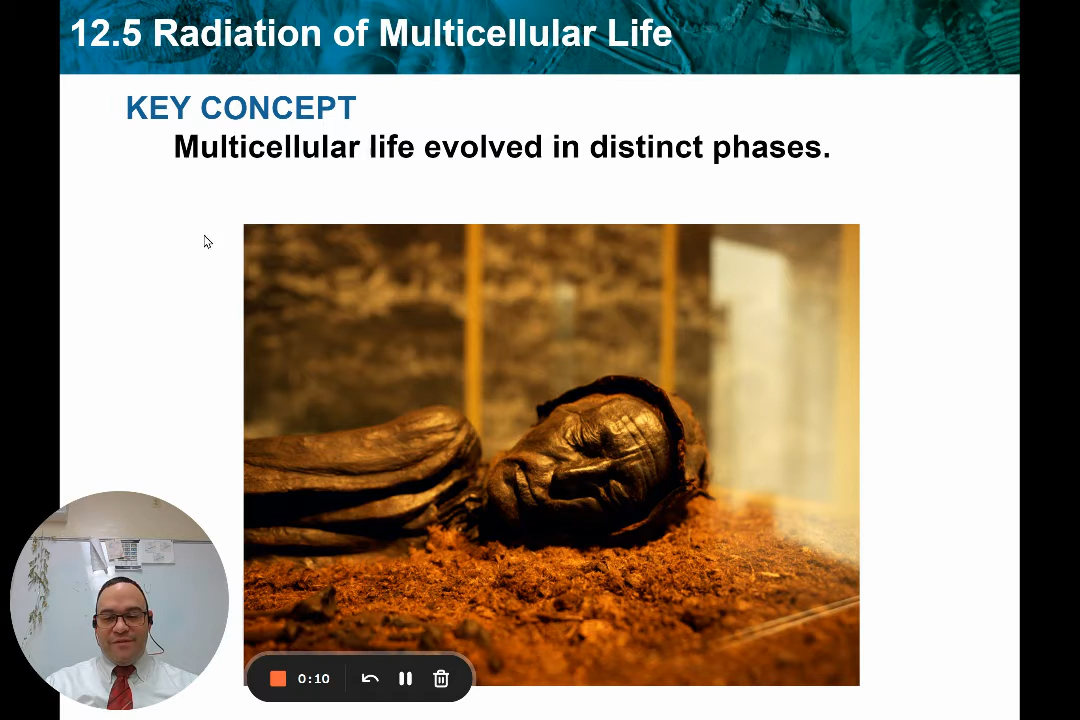 12.5 Radiation of Multicellular Life
KEY CONCEPT
Multicellular life evolved in distinct phases.
0:10